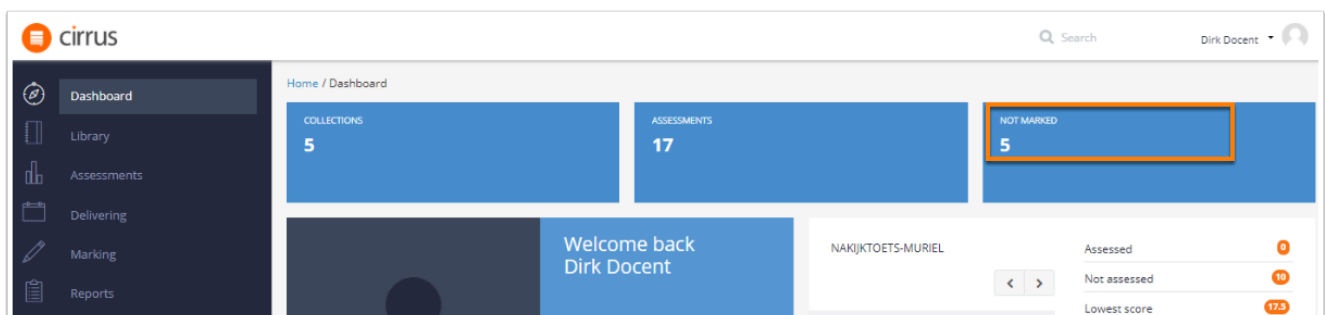 cirrus
Search
Dirk Docent
Dashboard
Library
Assessments
Delivering
Marking
Reports
Home / Dashboard
COLLECTIONS
5
ASSESSMENTS
17
NOT MARKED
5
Welcome back
Dirk Docent
NAKIJKTOETS-MURIEL
Assessed 0
Not assessed 10
Lowest score 17.5